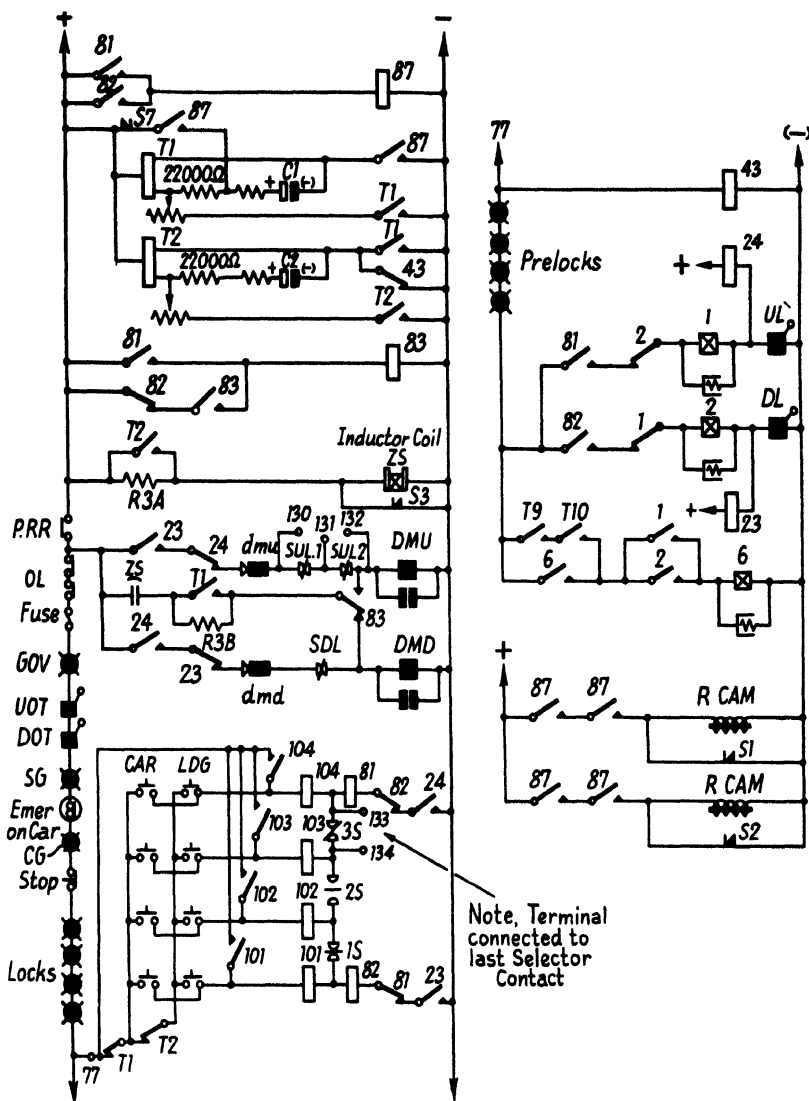 +
−
81
82
87
S7
87
T1
22000Ω
+ C1 (-)
87
T1
T2
22000Ω
+ C2 (-)
T1
43
T2
81
83
82
83
T2
R3A
Inductor Coil
ZS
S3
P.RR
23
24
dmu
130
131
132
SUL.1
SUL2
DMU
OL
ZS
T1
Fuse
R3B
83
24
GOV
23
dmd
SDL
DMD
UOT
DOT
SG
CAR
LDG
104
104
81
82
24
Emer
on Car
103
103
3S
133
CG
134
Stop
102
102
2S
Note, Terminal
connected to
last Selector
Contact
Locks
101
101
1S
82
81
23
77
T1
T2
77
(-)
43
Prelocks
24
+
81
2
1
UL
82
1
2
DL
23
+
T9
T10
1
6
2
6
+
87
87
R CAM
S1
87
87
R CAM
S2